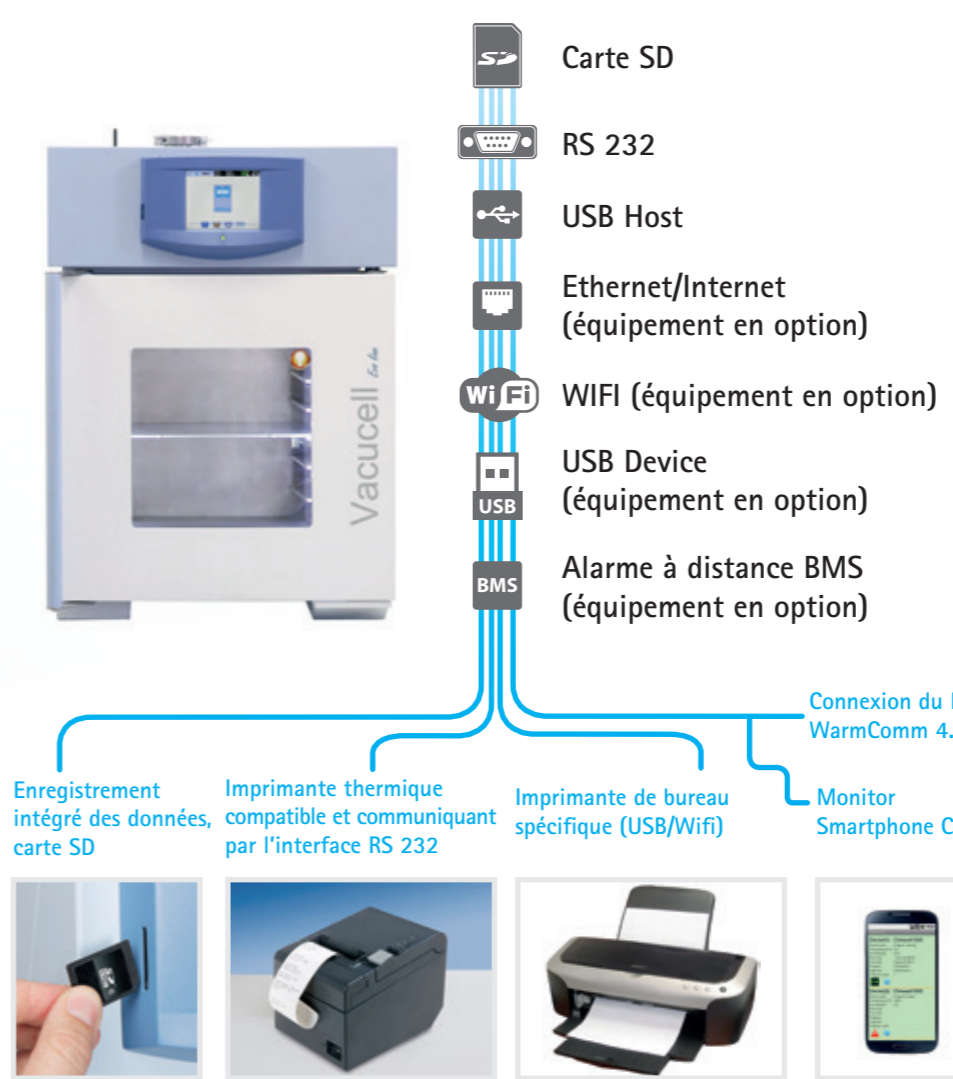 Carte SD
RS 232
USB Host
Ethernet/Internet
(équipement en option)
WiFi
WIFI (équipement en option)
USB Device
(équipement en option)
USB
Alarme à distance BMS
(équipement en option)
BMS
Vacucell
Connexion du
WarmComm 4.
Monitor
Smartphone C
Enregistrement
intégré des données,
carte SD
Imprimante thermique
compatible et communiquant
par l'interface RS 232
Imprimante de bureau
spécifique (USB/Wifi)